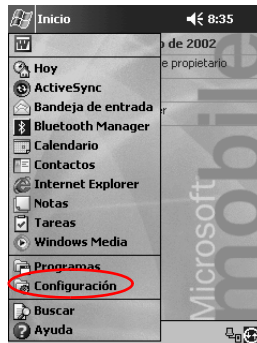 Inicio 8:35
de 2002
Hoy
e propietario
ActiveSync
Bandeja de entrada
Bluetooth Manager
Calendario
Contactos
Internet Explorer
Notas
Tareas
Windows Media
Programas
Configuración
Buscar
Ayuda
Microsoft
mobile